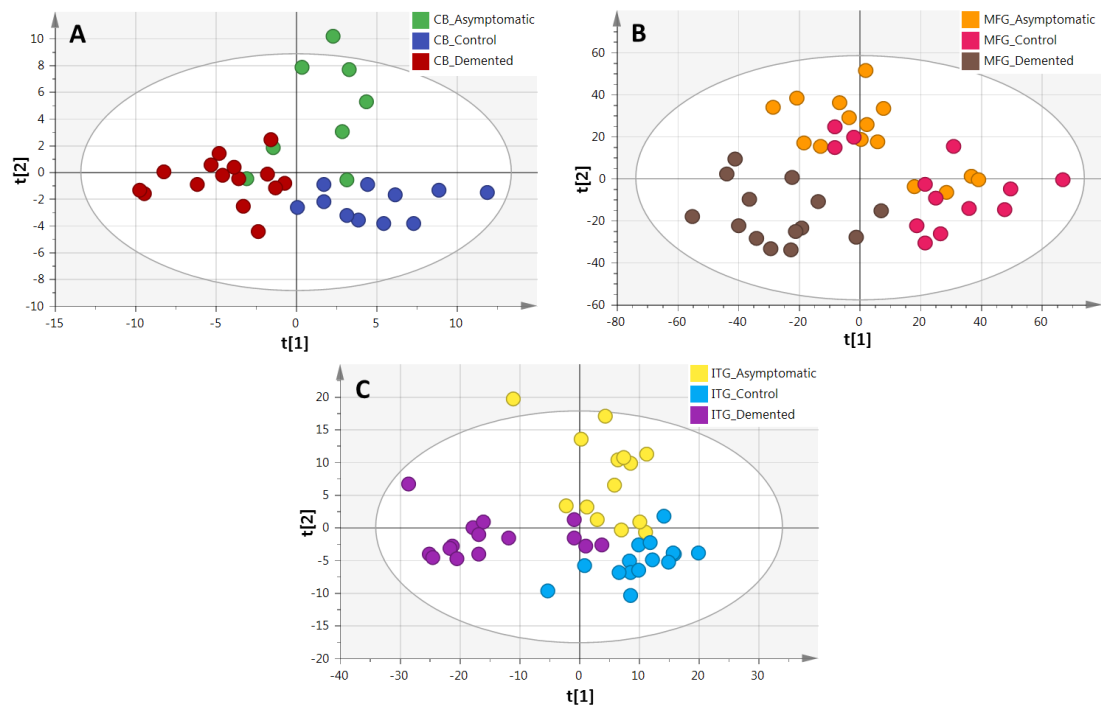 A
CB_Asymptomatic
CB_Control
CB_Demented
10
8
6
4
2
0
-2
-4
-6
-8
-10
t[2]
-15
-10
-5
0
5
10
t[1]
B
MFG_Asymptomatic
MFG_Control
MFG_Demented
60
40
20
0
-20
-40
-60
t[2]
-80
-60
-40
-20
0
20
40
60
t[1]
C
ITG_Asymptomatic
ITG_Control
ITG_Demented
20
15
10
5
0
-5
-10
-15
-20
t[2]
-40
-30
-20
-10
0
10
20
30
t[1]